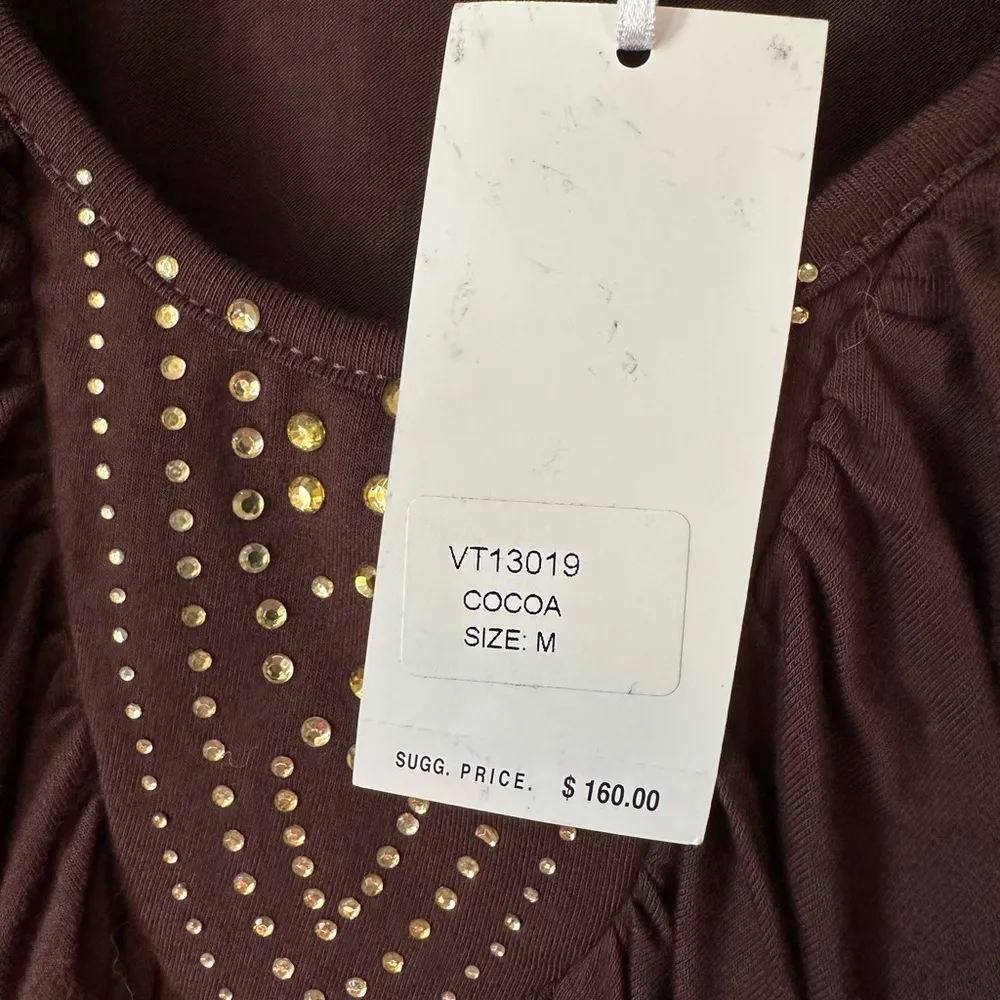 VT13019
COCOA
SIZE: M
SUGG. PRICE. $ 160.00